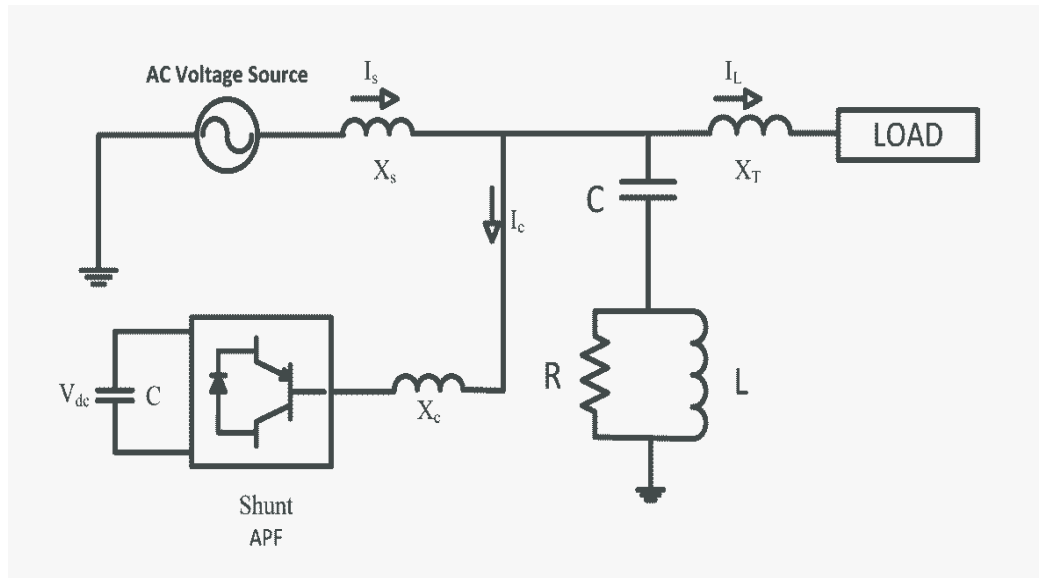 AC Voltage Source
Is
IL
Xs
XT
LOAD
C
Ic
R
L
Vdc
C
Xc
Shunt
APF